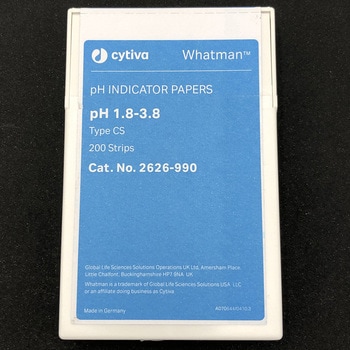 cytiva Whatman™
pH INDICATOR PAPERS
pH 1.8-3.8
Type CS
200 Strips
Cat. No. 2626-990
Global Life Sciences Solutions Operations UK Ltd, Amersham Place,
Little Chalfont, Buckinghamshire HP7 9NA UK
Whatman is a trademark of Global Life Sciences Solutions USA LLC
or an affiliate doing business as Cytiva.
Made in Germany